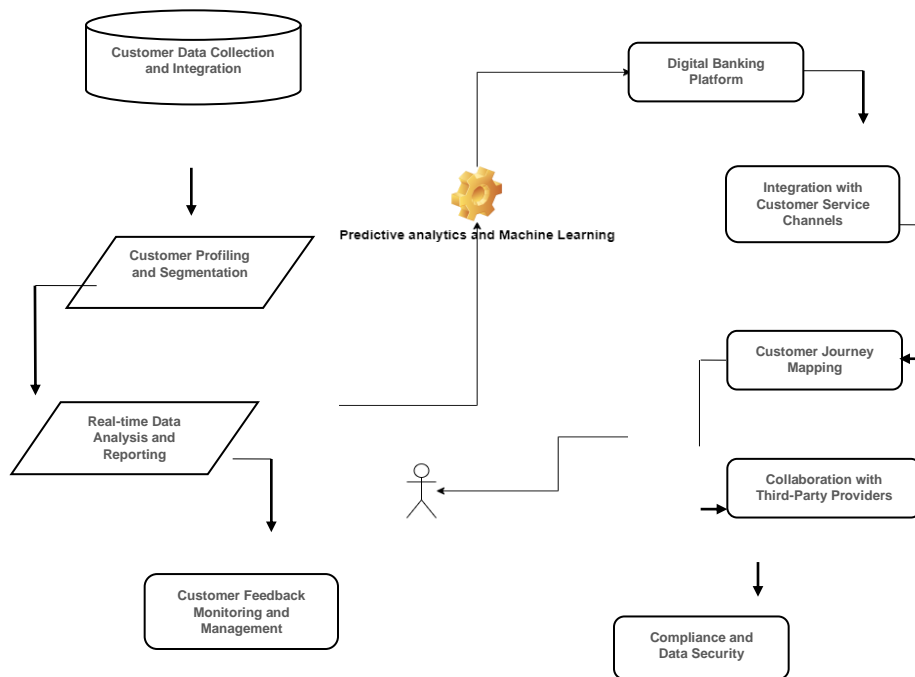 Customer Data Collection
and Integration
Digital Banking
Platform
Integration with
Customer Service
Channels
Predictive analytics and Machine Learning
Customer Profiling
and Segmentation
Customer Journey
Mapping
Real-time Data
Analysis and
Reporting
Collaboration with
Third-Party Providers
Customer Feedback
Monitoring and
Management
Compliance and
Data Security